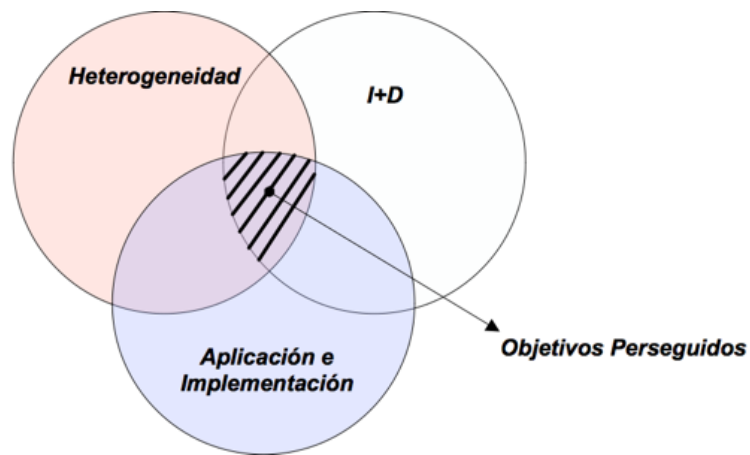 Heterogeneidad
I+D
Aplicación e
Implementación
Objetivos Perseguidos